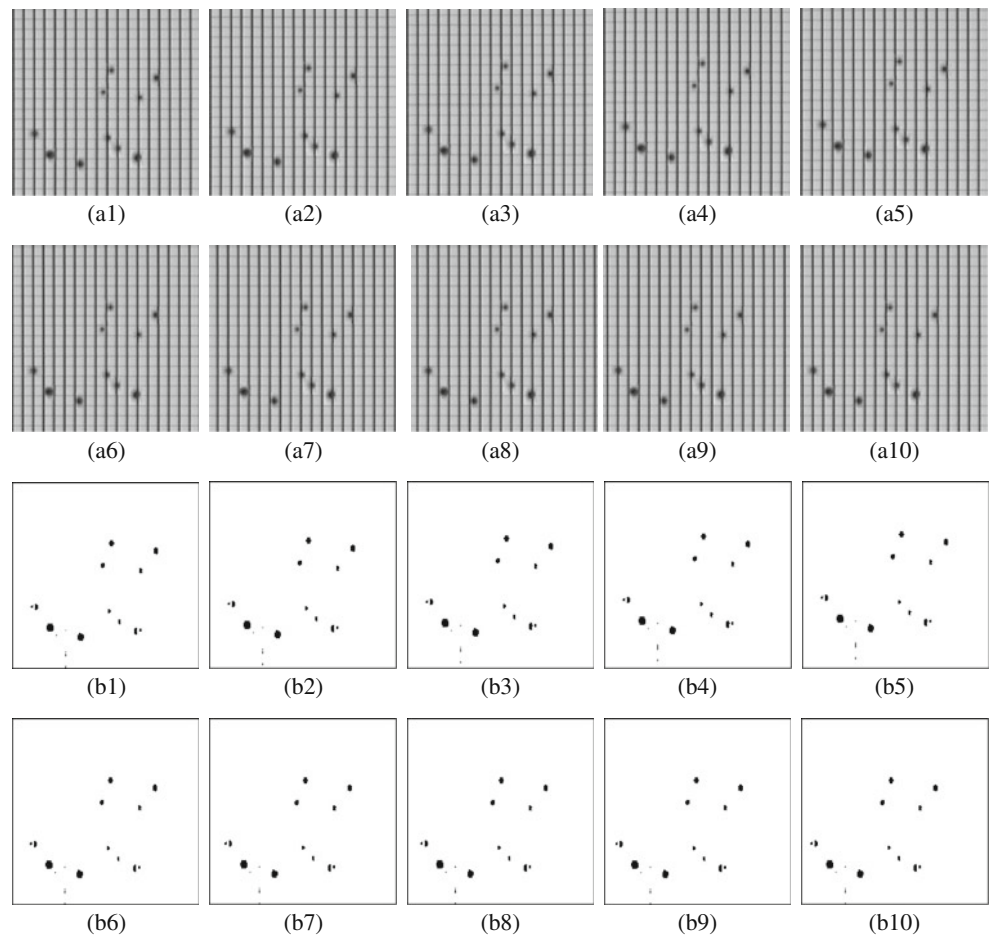 (a1) (a2) (a3) (a4) (a5)
(a6) (a7) (a8) (a9) (a10)
(b1) (b2) (b3) (b4) (b5)
(b6) (b7) (b8) (b9) (b10)